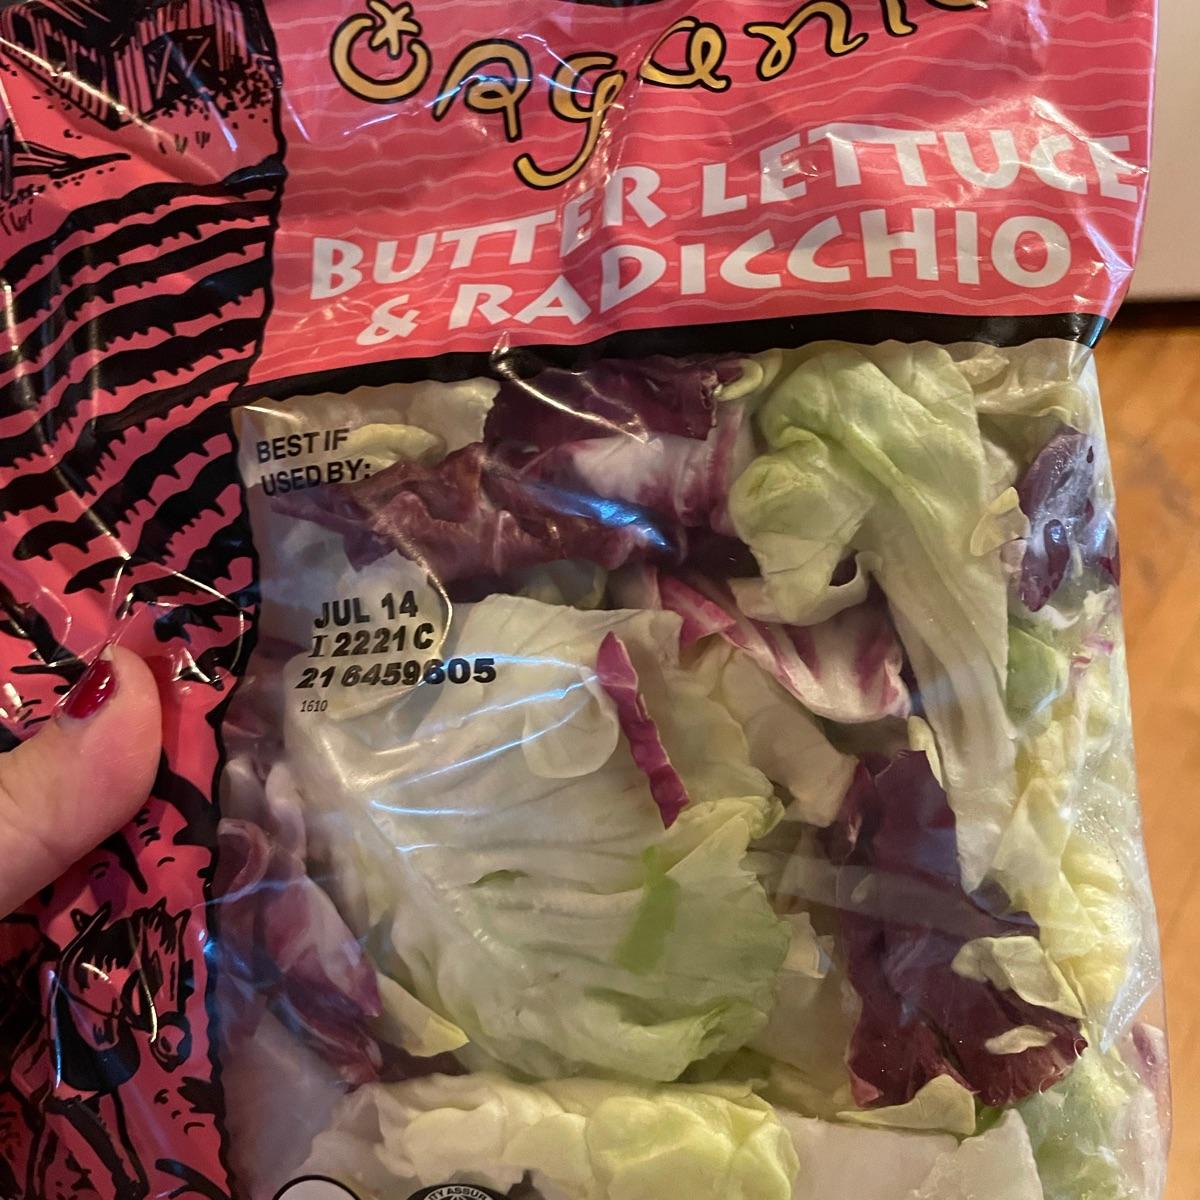 Organic
BUTTER LETTUCE
& RADICCHIO
BEST IF
USED BY:
JUL 14
I 2221 C
21 6459605
1610